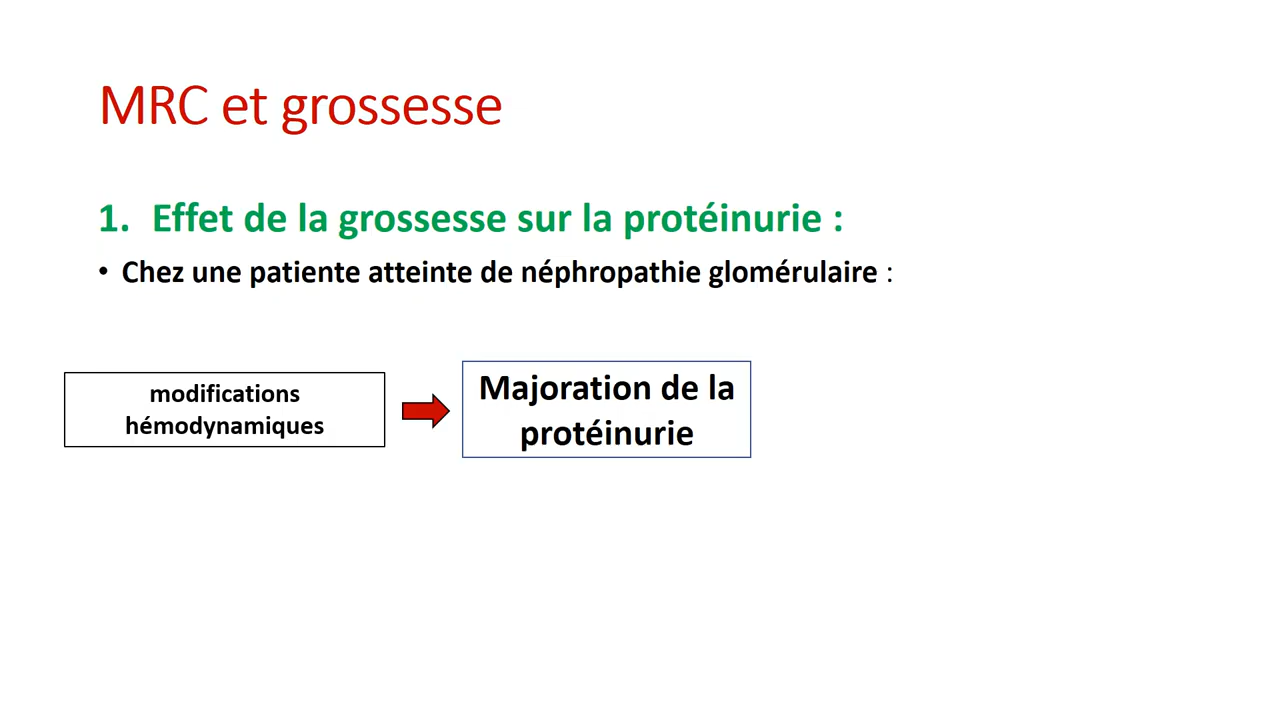 MRC et grossesse
1. Effet de la grossesse sur la protéinurie :
• Chez une patiente atteinte de néphropathie glomérulaire :
modifications
hémodynamiques
Majoration de la
protéinurie